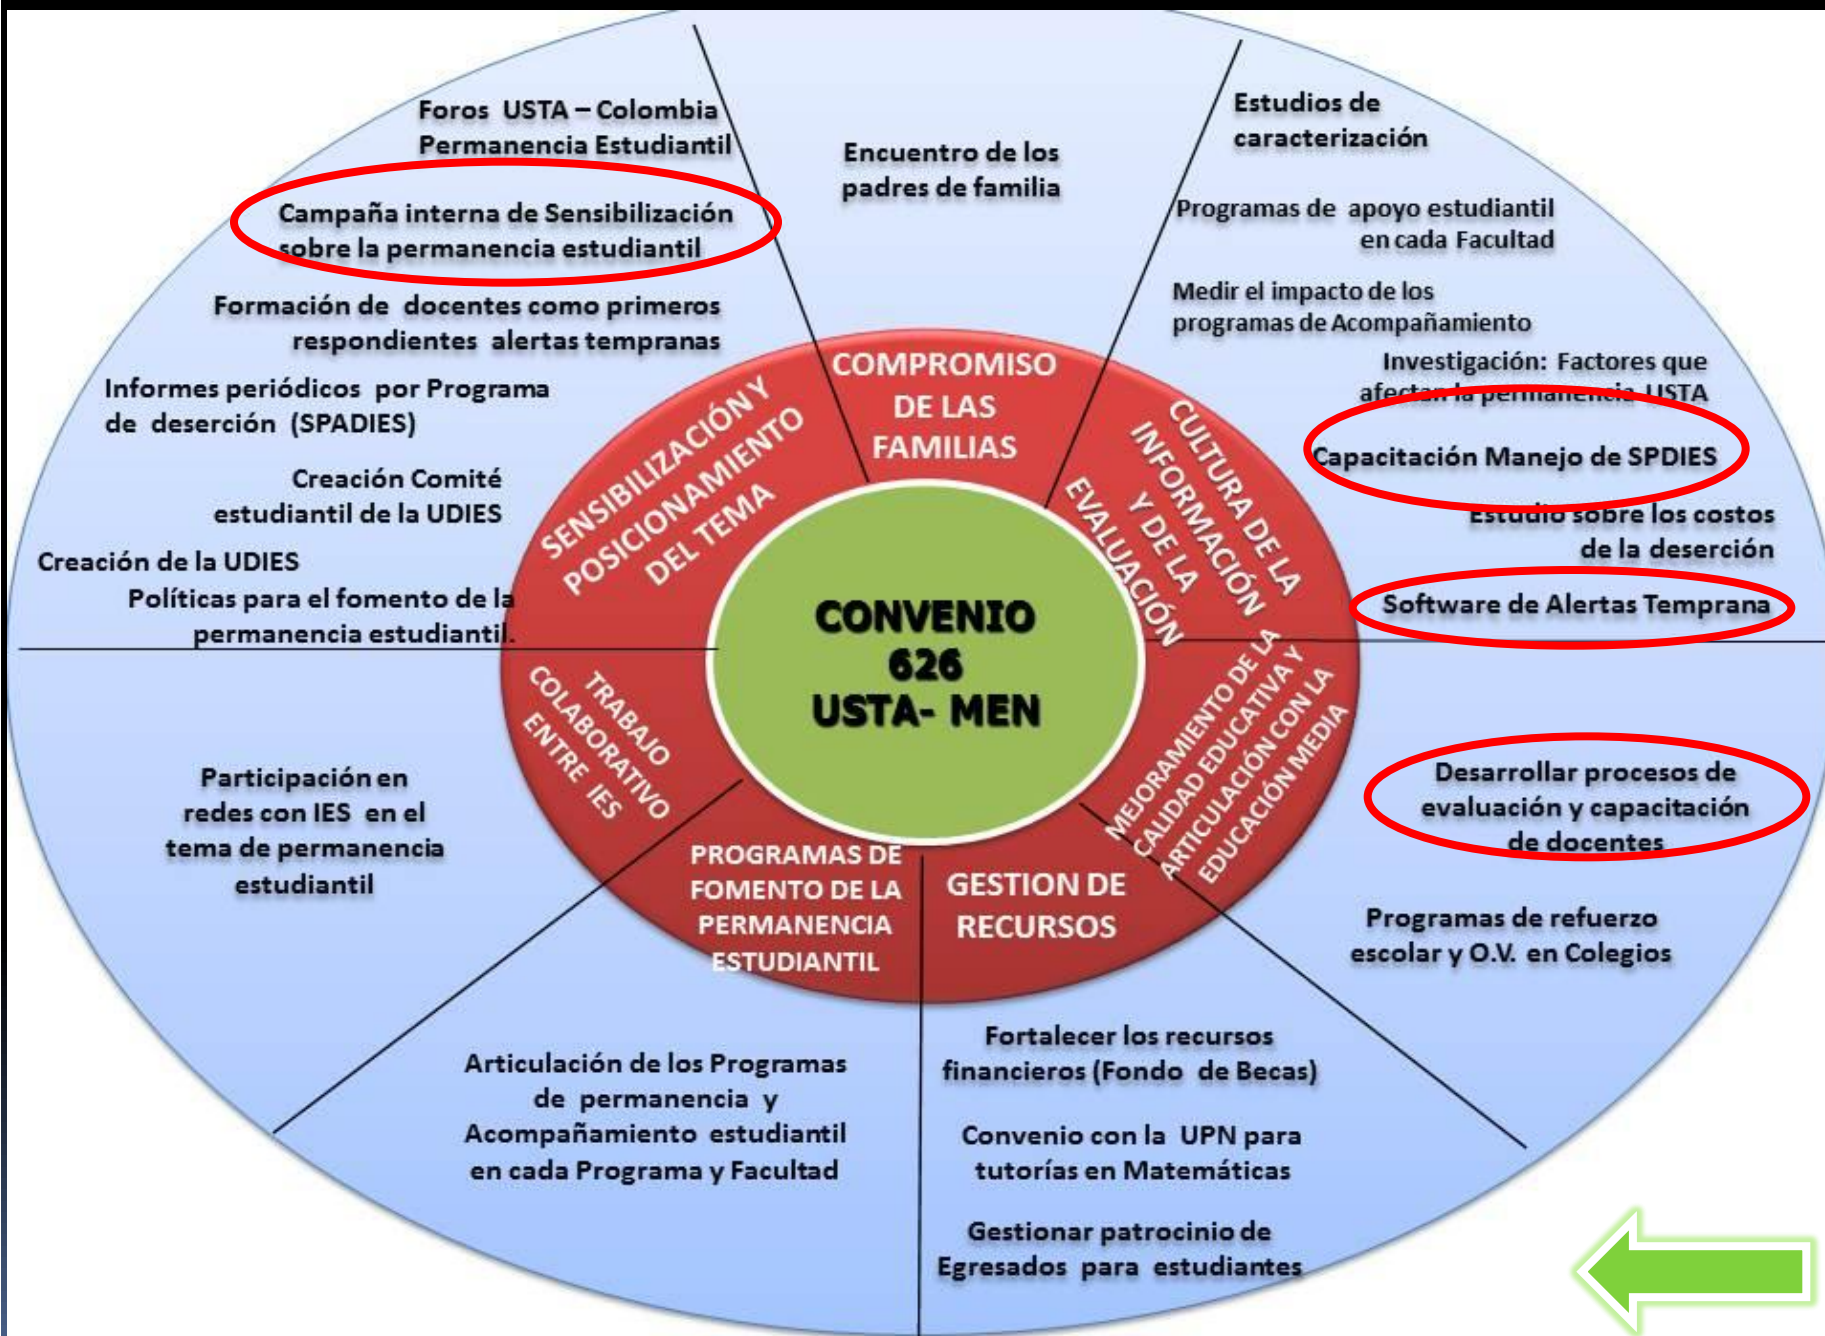 CONVENIO
626
USTA- MEN
SENSIBILIZACIÓN Y
POSICIONAMIENTO
DEL TEMA
Foros USTA – Colombia
Permanencia Estudiantil
Campaña interna de Sensibilización
sobre la permanencia estudiantil
Formación de docentes como primeros
respondientes alertas tempranas
Informes periódicos por Programa
de deserción (SPADIES)
Creación Comité
estudiantil de la UDIES
Creación de la UDIES
Políticas para el fomento de la
permanencia estudiantil.
COMPROMISO
DE LAS
FAMILIAS
Encuentro de los
padres de familia
CULTURA DE LA
INFORMACIÓN
Y DE LA
EVALUACIÓN
Estudios de
caracterización
Programas de apoyo estudiantil
en cada Facultad
Medir el impacto de los
programas de Acompañamiento
Investigación: Factores que
afectan la permanencia USTA
Capacitación Manejo de SPDIES
Estudio sobre los costos
de la deserción
Software de Alertas Temprana
MEJORAMIENTO DE LA
CALIDAD EDUCATIVA Y
ARTICULACIÓN CON LA
EDUCACIÓN MEDIA
Desarrollar procesos de
evaluación y capacitación
de docentes
Programas de refuerzo
escolar y O.V. en Colegios
GESTION DE
RECURSOS
Fortalecer los recursos
financieros (Fondo de Becas)
Convenio con la UPN para
tutorías en Matemáticas
Gestionar patrocinio de
Egresados para estudiantes
PROGRAMAS DE
FOMENTO DE LA
PERMANENCIA
ESTUDIANTIL
Articulación de los Programas
de permanencia y
Acompañamiento estudiantil
en cada Programa y Facultad
TRABAJO
COLABORATIVO
ENTRE IES
Participación en
redes con IES en el
tema de permanencia
estudiantil